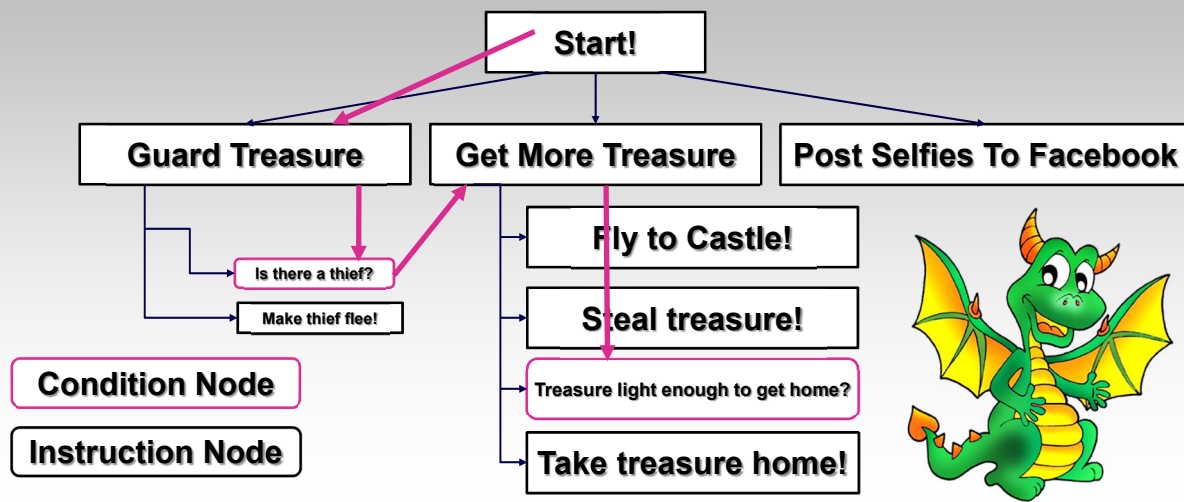 Start!
Guard Treasure
Get More Treasure
Post Selfies To Facebook
Fly to Castle!
Is there a thief?
Make thief flee!
Steal treasure!
Treasure light enough to get home?
Take treasure home!
Condition Node
Instruction Node